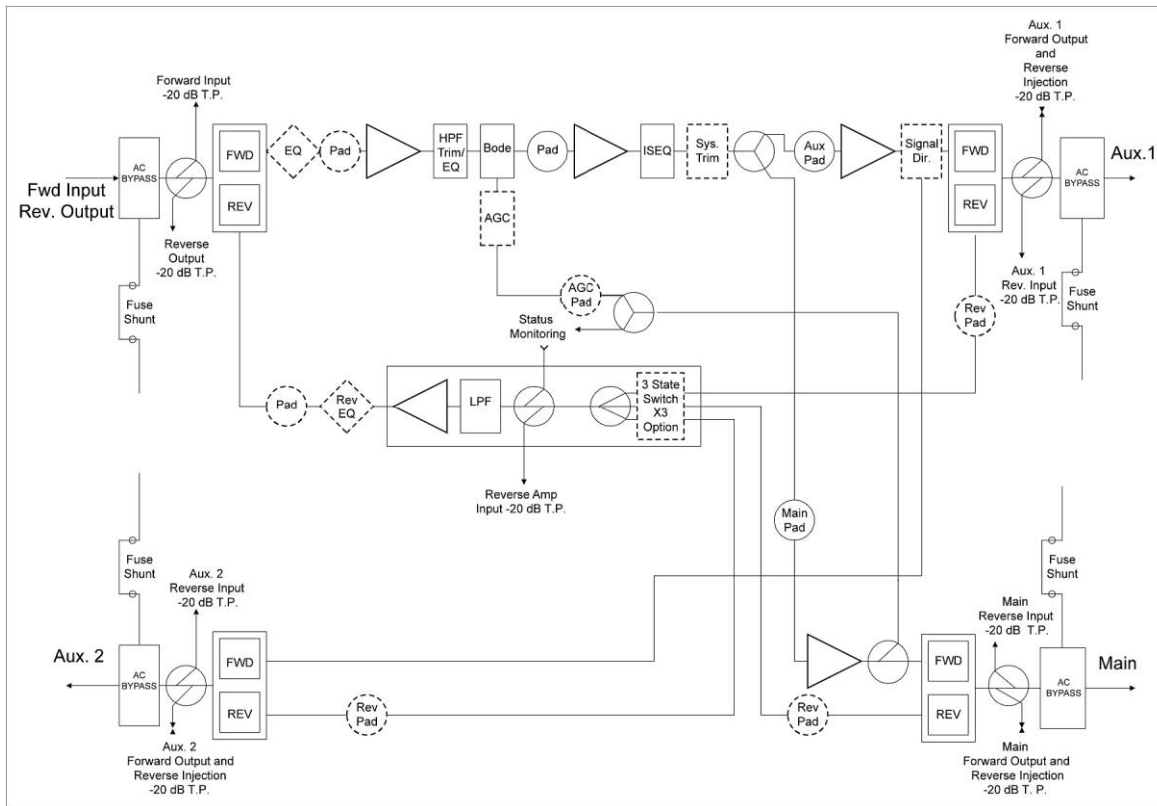 Forward Input
-20 dB T.P.
AC
BYPASS
FWD
REV
EQ
Pad
HPF
Trim/
EQ
Bode
Pad
ISEQ
Sys.
Trim
Aux
Pad
Signal
Dir.
FWD
REV
Aux. 1
Forward Output
and
Reverse
Injection
-20 dB T.P.
AC
BYPASS
Aux.1
Fwd Input
Rev. Output
Reverse
Output
-20 dB T.P.
AGC
Aux. 1
Rev. Input
-20 dB T.P.
Fuse
Shunt
AGC
Pad
Rev
Pad
Fuse
Shunt
Status
Monitoring
Pad
Rev
EQ
LPF
3 State
Switch
X3
Option
Reverse Amp
Input -20 dB T.P.
Main
Pad
Fuse
Shunt
Aux. 2
Reverse Input
-20 dB T.P.
Fuse
Shunt
Main
Reverse Input
-20 dB T.P.
Aux. 2
AC
BYPASS
FWD
REV
Rev
Pad
Rev
Pad
FWD
REV
AC
BYPASS
Main
Aux. 2
Forward Output and
Reverse Injection
-20 dB T.P.
Main
Forward Output and
Reverse Injection
-20 dB T. P.